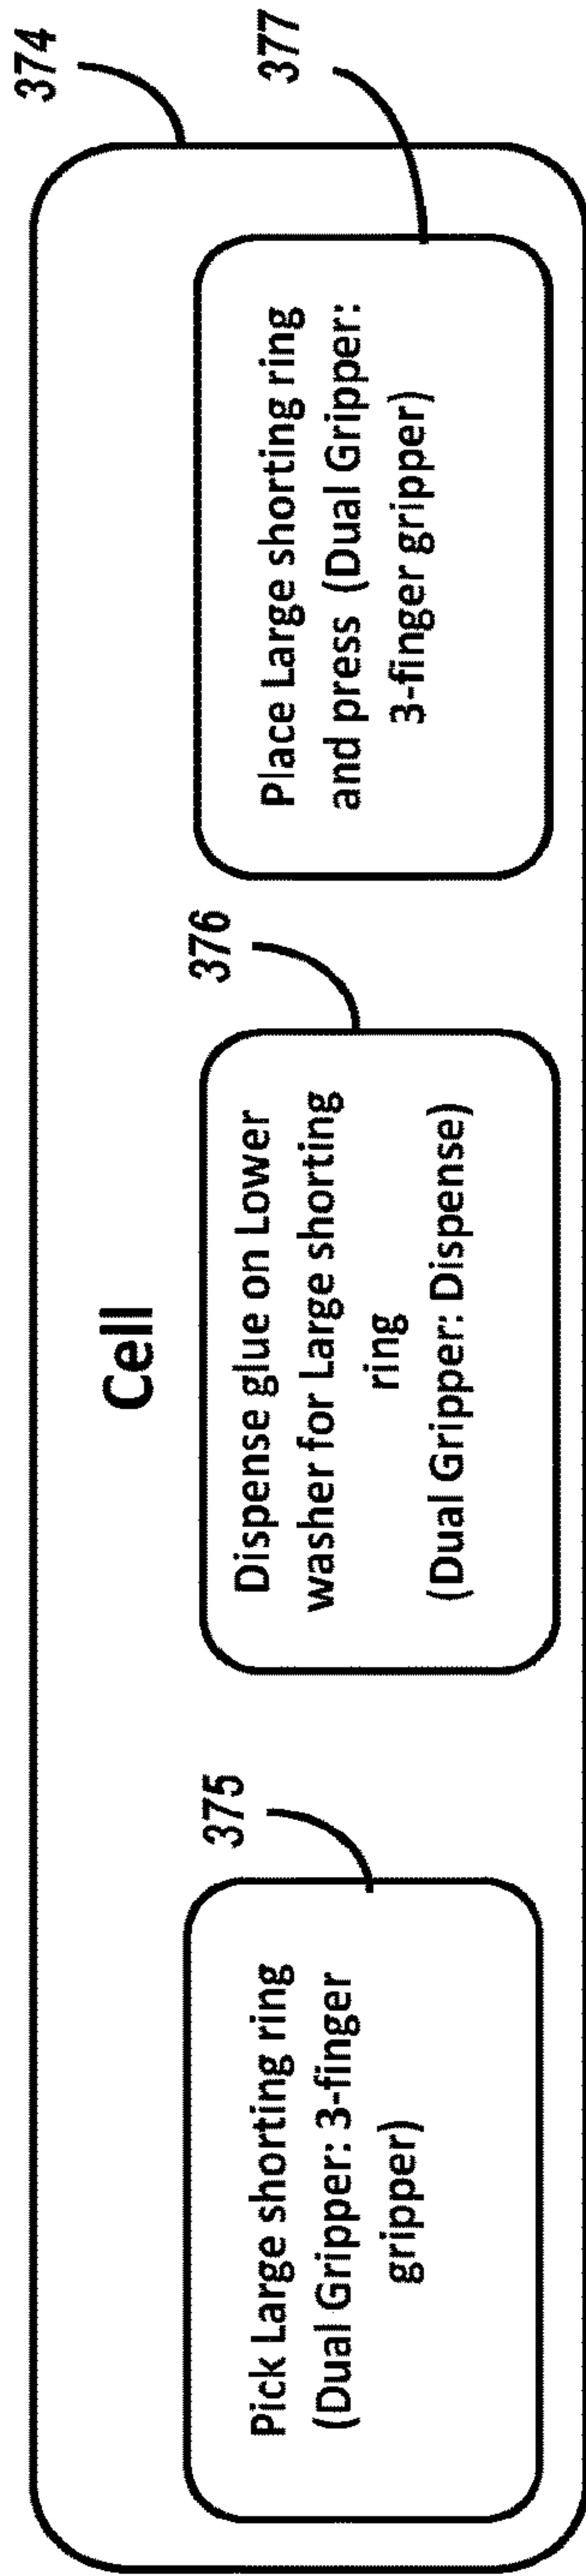 374
Cell
375
Pick Large shorting ring
(Dual Gripper: 3-finger
gripper)
376
Dispense glue on Lower
washer for Large shorting
ring
(Dual Gripper: Dispense)
377
Place Large shorting ring
and press (Dual Gripper:
3-finger gripper)